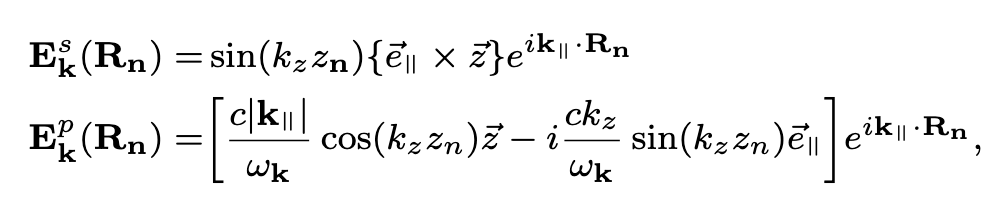 $\mathbf{E}_{\mathbf{k}}^{s}(\mathbf{R_n}) = \sin(k_z z_{\mathbf{n}})\{\vec{e}_{\parallel} \times \vec{z}\}e^{i\mathbf{k}_{\parallel}\cdot\mathbf{R_n}}$
$\mathbf{E}_{\mathbf{k}}^{p}(\mathbf{R_n}) = \left[\frac{c|\mathbf{k}_{\parallel}|}{\omega_{\mathbf{k}}}\cos(k_z z_n)\vec{z} - i\frac{ck_z}{\omega_{\mathbf{k}}}\sin(k_z z_n)\vec{e}_{\parallel}\right]e^{i\mathbf{k}_{\parallel}\cdot\mathbf{R_n}},$